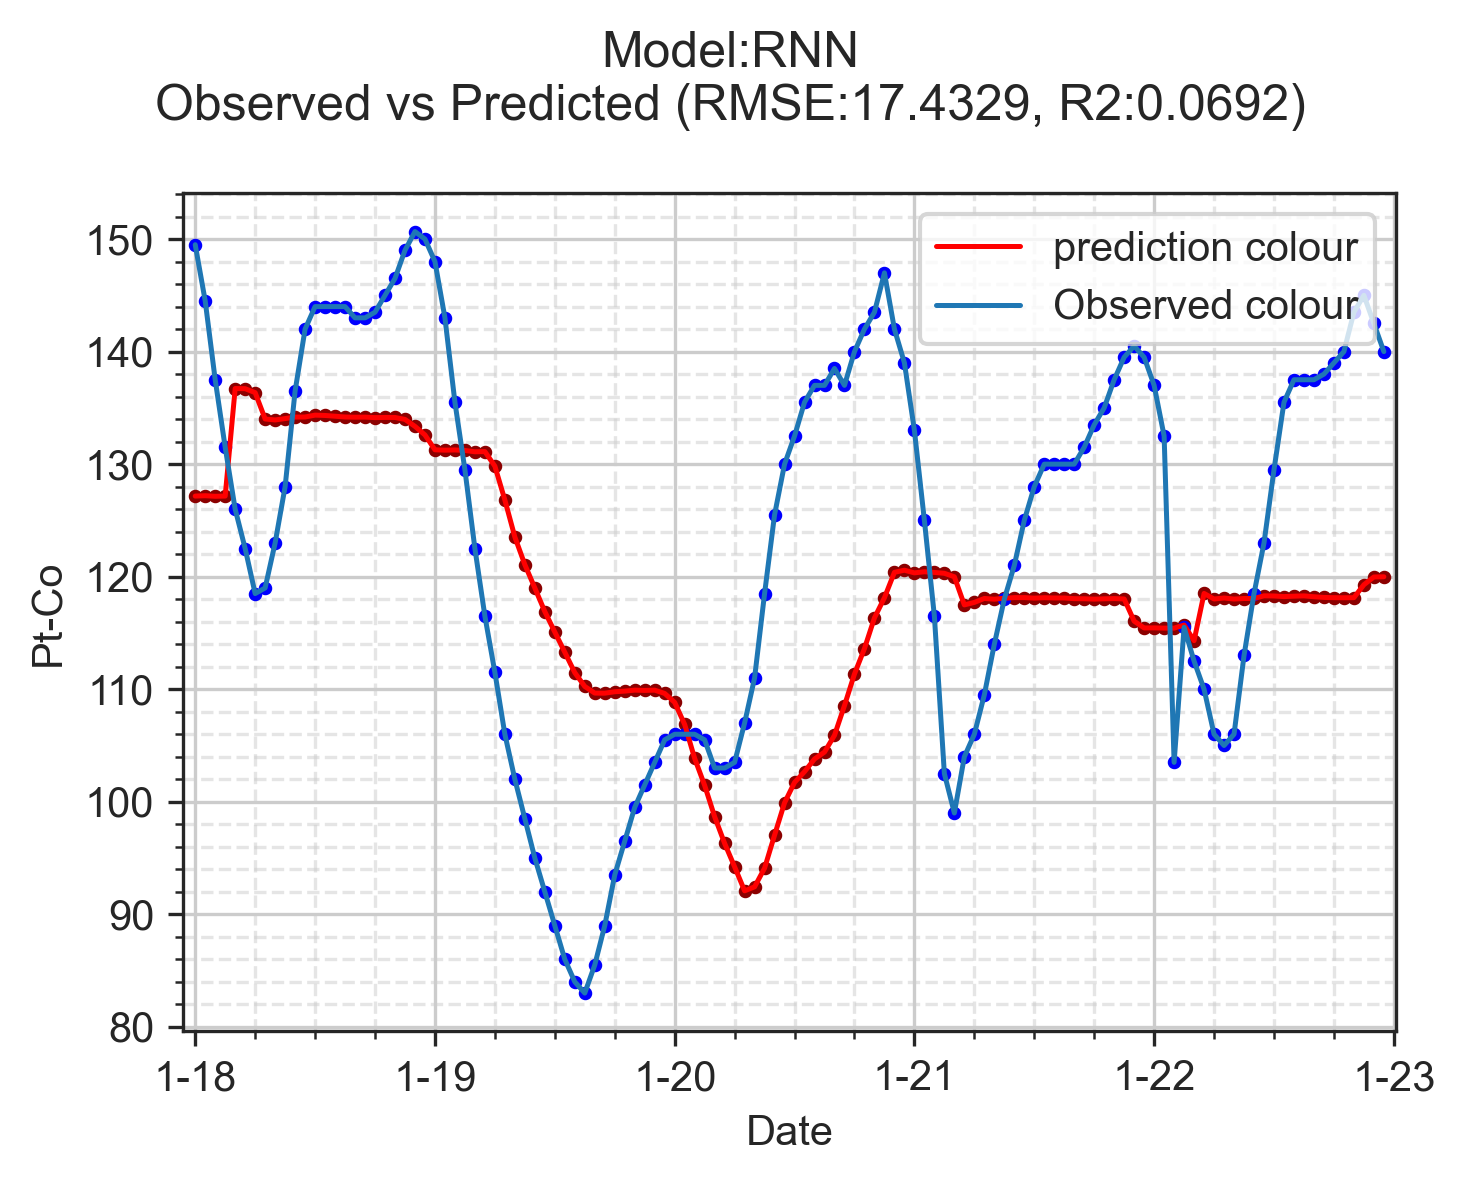 Model:RNN
Observed vs Predicted (RMSE:17.4329, R2:0.0692)
prediction colour
Observed colour
150
140
130
120
110
100
90
80
Pt-Co
1-18
1-19
1-20
1-21
1-22
1-23
Date